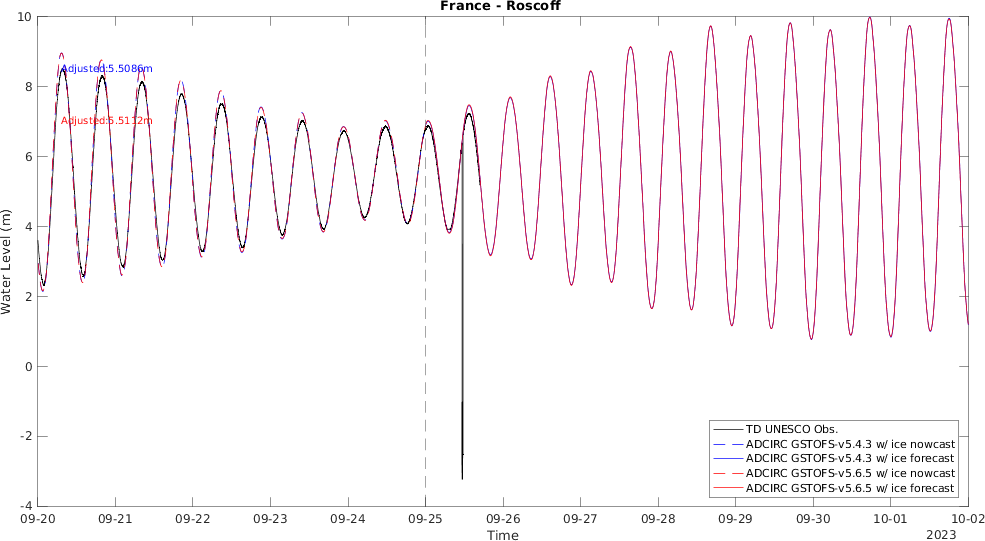 France - Roscoff
10
8
6
4
2
0
-2
-4
Water Level (m)
Adjusted:5.5086m
Adjusted:5.5112m
TD UNESCO Obs.
ADCIRC GSTOFS-v5.4.3 w/ ice nowcast
ADCIRC GSTOFS-v5.4.3 w/ ice forecast
ADCIRC GSTOFS-v5.6.5 w/ ice nowcast
ADCIRC GSTOFS-v5.6.5 w/ ice forecast
09-20 09-21 09-22 09-23 09-24 09-25 09-26 09-27 09-28 09-29 09-30 10-01 10-02
Time
2023